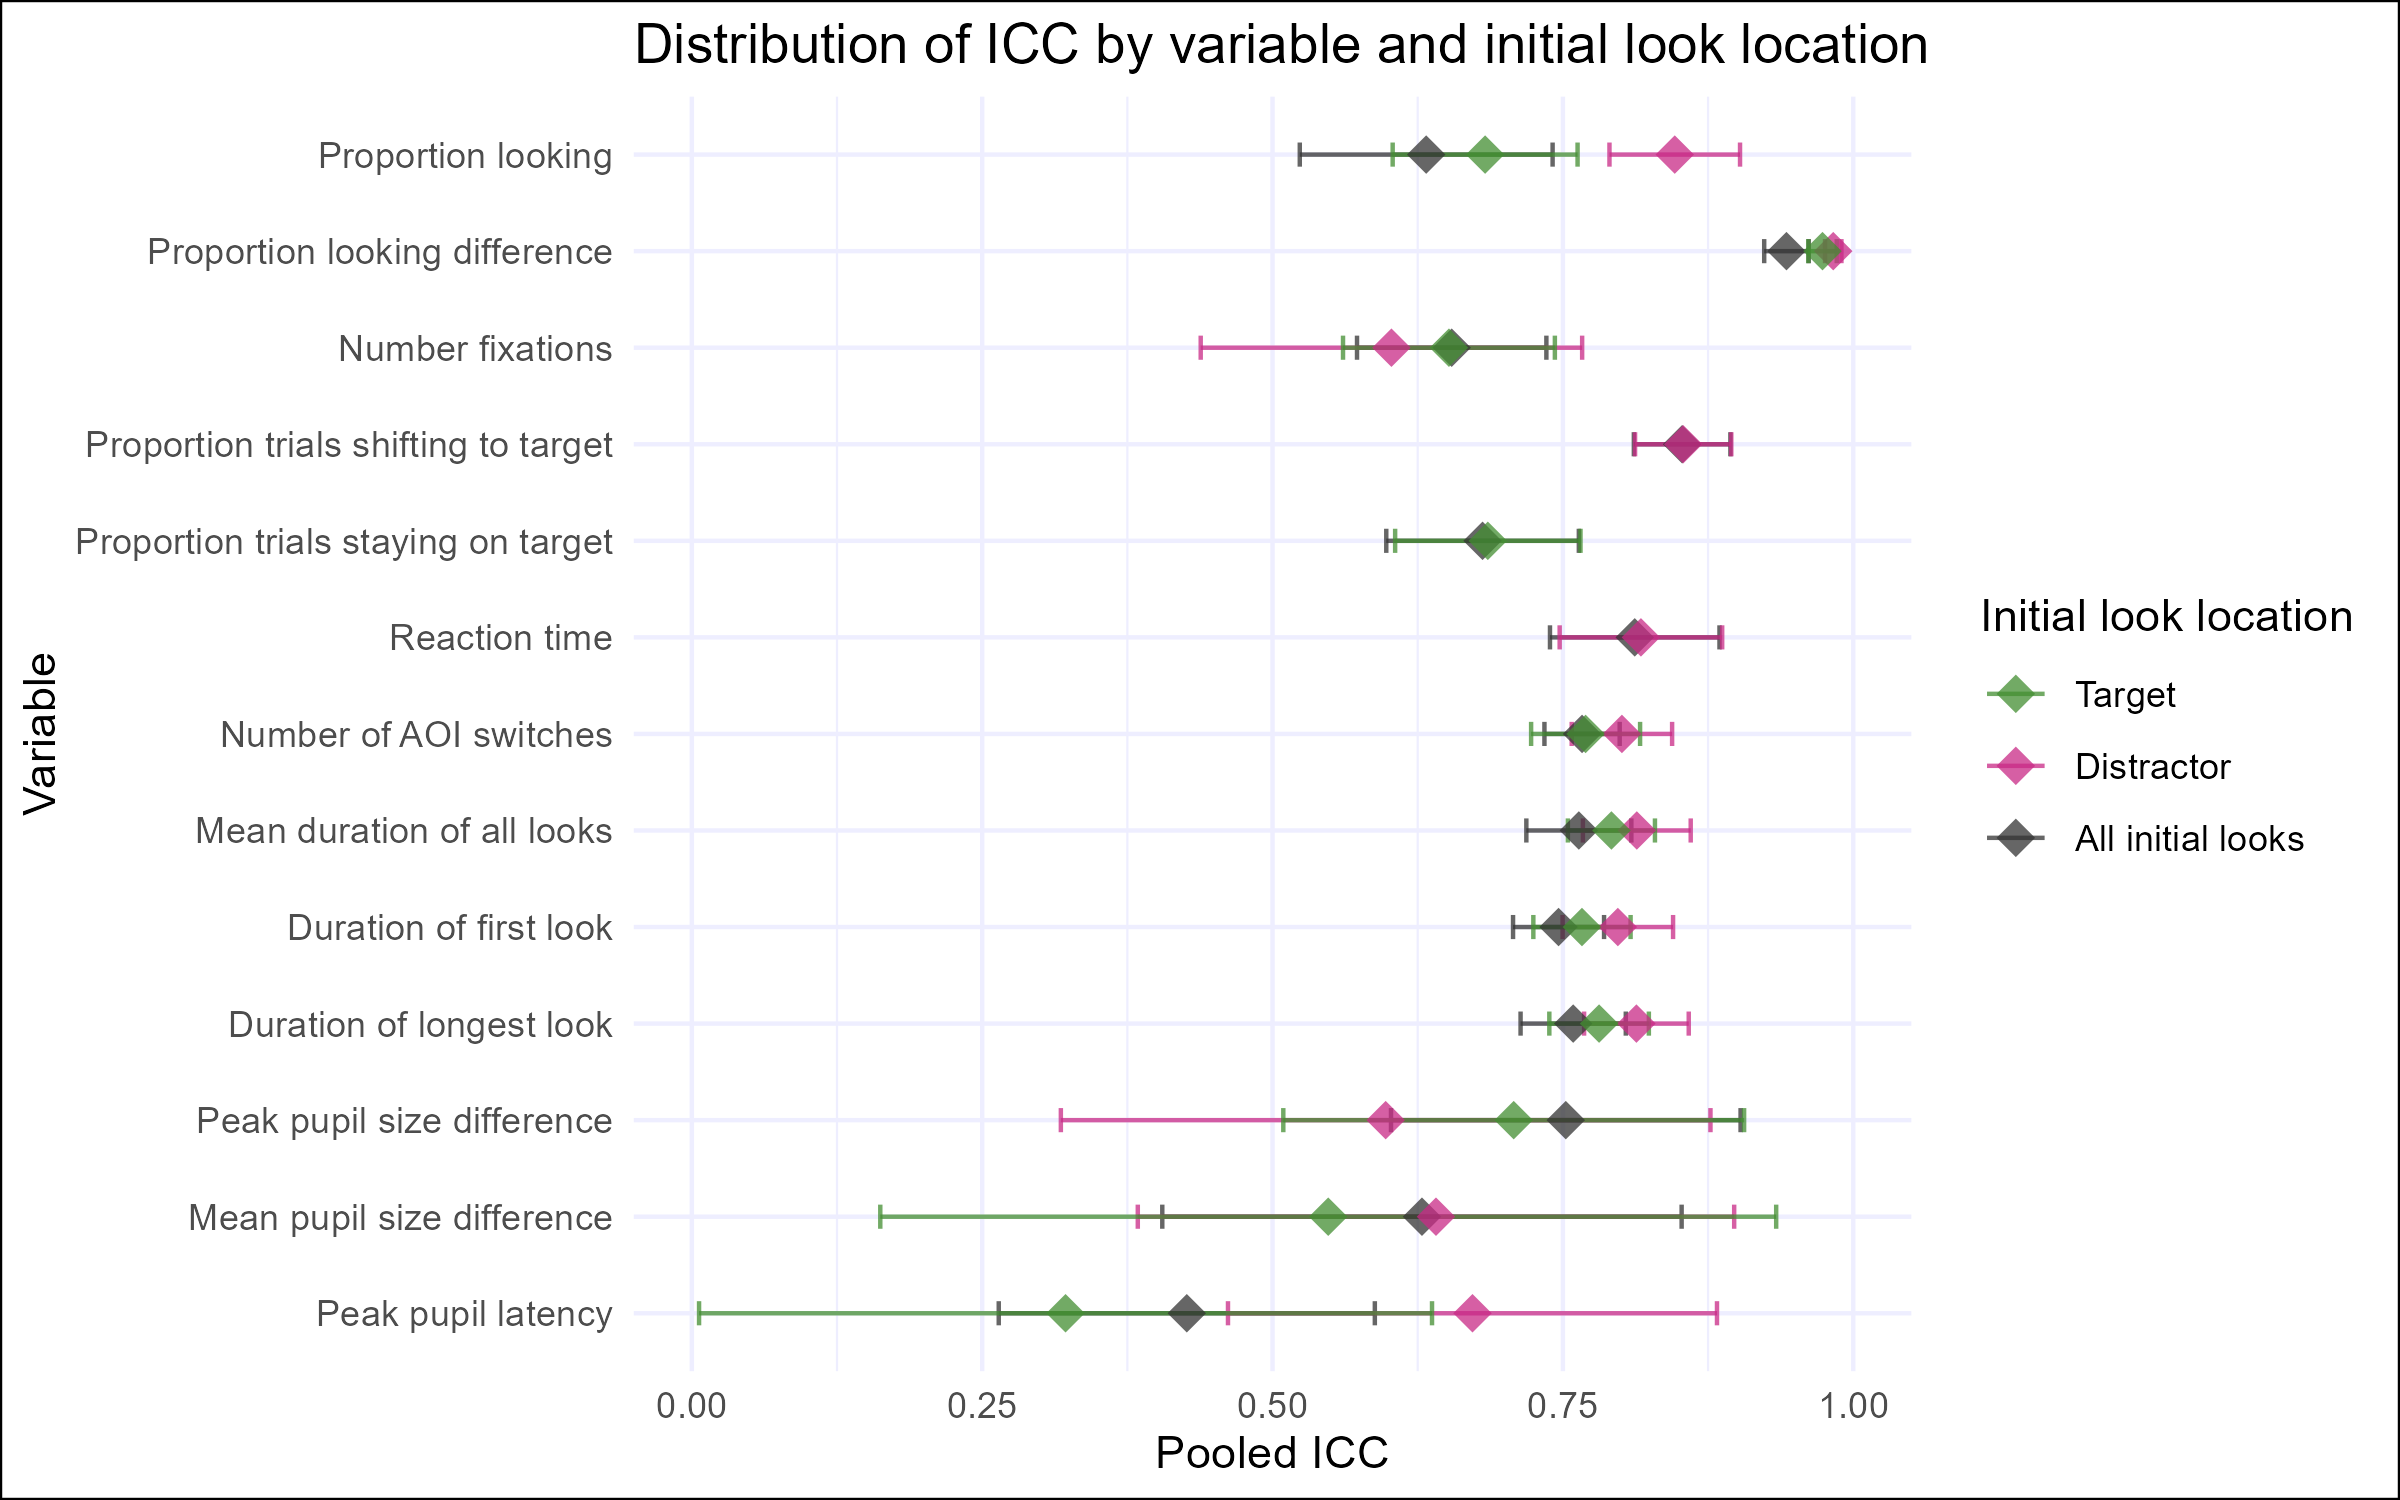 Distribution of ICC by variable and initial look location
Proportion looking
Proportion looking difference
Number fixations
Proportion trials shifting to target
Proportion trials staying on target
Reaction time
Number of AOI switches
Mean duration of all looks
Duration of first look
Duration of longest look
Peak pupil size difference
Mean pupil size difference
Peak pupil latency
Variable
0.00 0.25 0.50 0.75 1.00
Pooled ICC
Initial look location
Target
Distractor
All initial looks